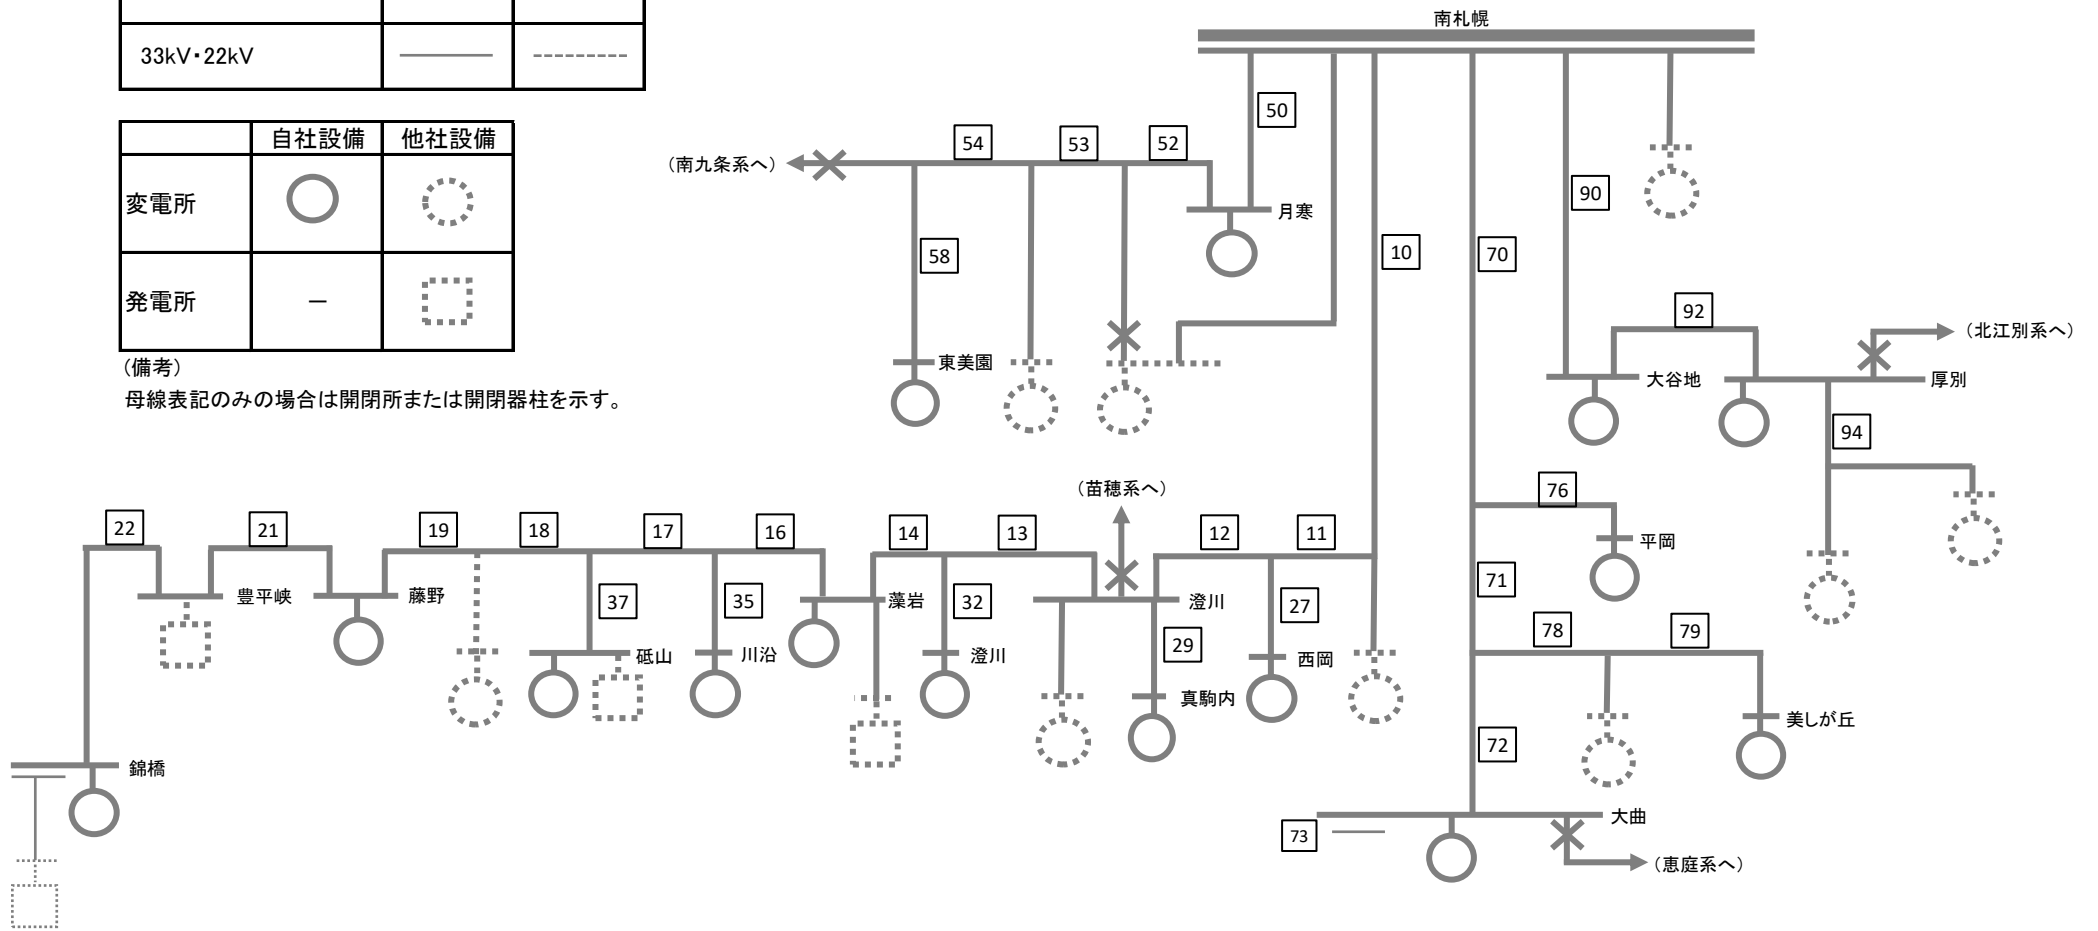 33kV・22kV
自社設備 他社設備
変電所
発電所 －
(備考)
母線表記のみの場合は開閉所または開閉器柱を示す。
南札幌
50
54 53 52
(南九条系へ)
90
月寒
58
10
70
92
(北江別系へ)
東美園
大谷地
厚別
94
76
(苗穂系へ)
22 21 19 18 17 16 14 13 12 11
平岡
71
豊平峡
藤野
37
35
藻岩
32
澄川
27
78 79
29
砥山
川沿
澄川
西岡
真駒内
美しが丘
72
錦橋
大曲
73
(恵庭系へ)